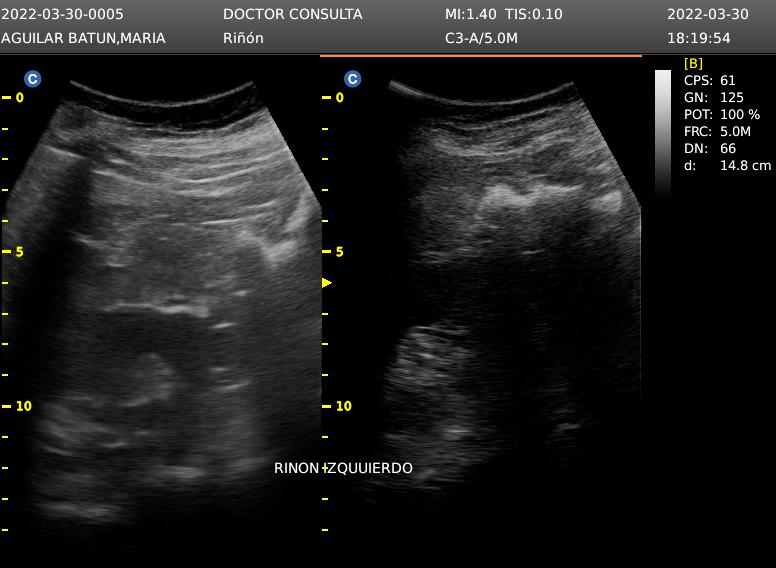 2022-03-30-0005 DOCTOR CONSULTA MI:1.40 TIS:0.10 2022-03-30
AGUILAR BATUN,MARIA Riñón C3-A/5.0M 18:19:54
C C [B]
0 0 CPS: 61
GN: 125
POT: 100 %
FRC: 5.0M
DN: 66
d: 14.8 cm
5 5
10 10
RINON IZQUUIERDO